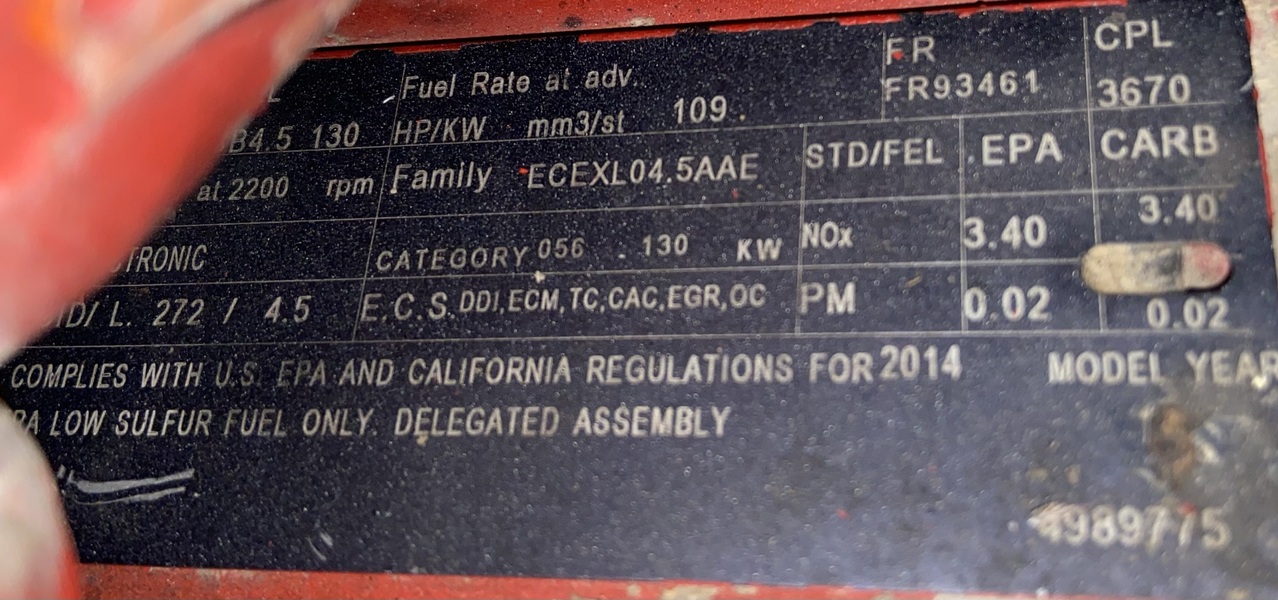 FR CPL
Fuel Rate at adv. FR93461 3670
B4.5 130 HP/KW mm3/st 109.
at 2200 rpm Family ECEXL04.5AAE STD/FEL EPA CARB
TRONIC CATEGORY 056 130 KW NOx 3.40 3.40
ID/ L. 272 / 4.5 E.C.S. DDI,ECM,TC,CAC,EGR,OC PM 0.02 0.02
COMPLIES WITH U.S. EPA AND CALIFORNIA REGULATIONS FOR 2014 MODEL YEAR
PA LOW SULFUR FUEL ONLY. DELEGATED ASSEMBLY
4989775